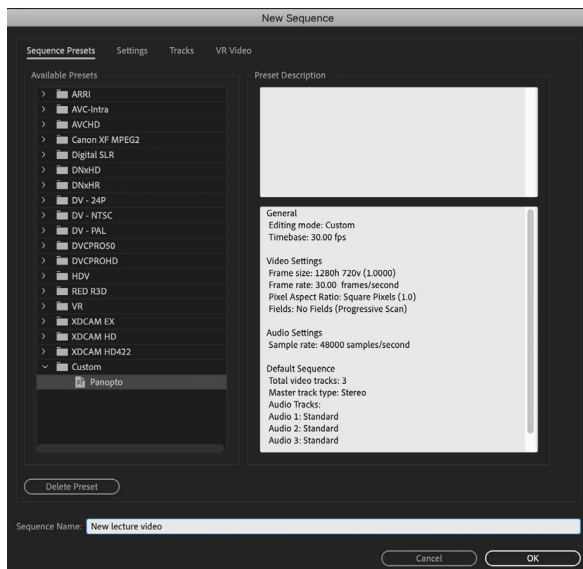 New Sequence
Sequence Presets Settings Tracks VR Video
Available Presets
ARRI
AVC-Intra
AVCHD
Canon XF MPEG2
Digital SLR
DNxHD
DNxHR
DV - 24P
DV - NTSC
DV - PAL
DVCPRO50
DVCPROHD
HDV
RED R3D
VR
XDCAM EX
XDCAM HD
XDCAM HD422
Custom
Panopto
Delete Preset
Preset Description
General
Editing mode: Custom
Timebase: 30.00 fps
Video Settings
Frame size: 1280h 720v (1.0000)
Frame rate: 30.00 frames/second
Pixel Aspect Ratio: Square Pixels (1.0)
Fields: No Fields (Progressive Scan)
Audio Settings
Sample rate: 48000 samples/second
Default Sequence
Total video tracks: 3
Master track type: Stereo
Audio Tracks:
Audio 1: Standard
Audio 2: Standard
Audio 3: Standard
Sequence Name: New lecture video
Cancel OK